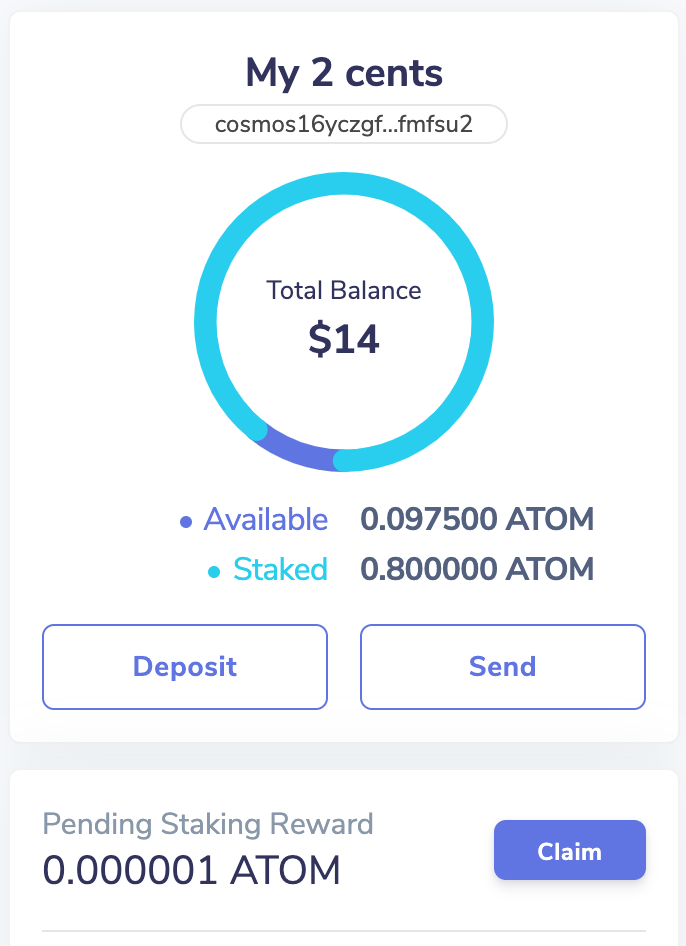 My 2 cents
cosmos16yczgf...fmfsu2
Total Balance
$14
Available 0.097500 ATOM
Staked 0.800000 ATOM
Deposit Send
Pending Staking Reward
0.000001 ATOM
Claim